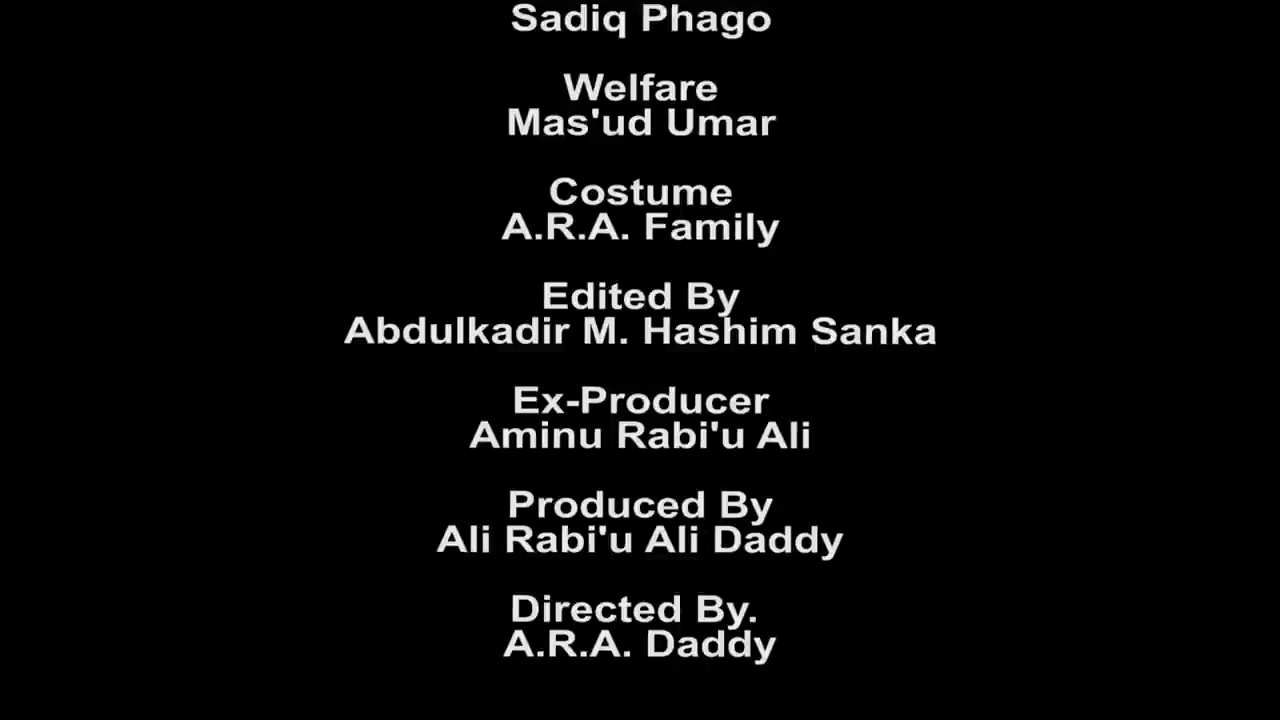 Sadiq Phago
Welfare
Mas'ud Umar
Costume
A.R.A. Family
Edited By
Abdulkadir M. Hashim Sanka
Ex-Producer
Aminu Rabi'u Ali
Produced By
Ali Rabi'u Ali Daddy
Directed By.
A.R.A. Daddy